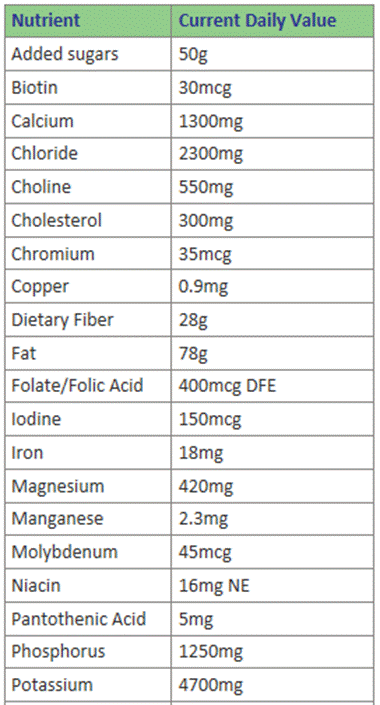 Nutrient Current Daily Value
Added sugars 50g
Biotin 30mcg
Calcium 1300mg
Chloride 2300mg
Choline 550mg
Cholesterol 300mg
Chromium 35mcg
Copper 0.9mg
Dietary Fiber 28g
Fat 78g
Folate/Folic Acid 400mcg DFE
Iodine 150mcg
Iron 18mg
Magnesium 420mg
Manganese 2.3mg
Molybdenum 45mcg
Niacin 16mg NE
Pantothenic Acid 5mg
Phosphorus 1250mg
Potassium 4700mg